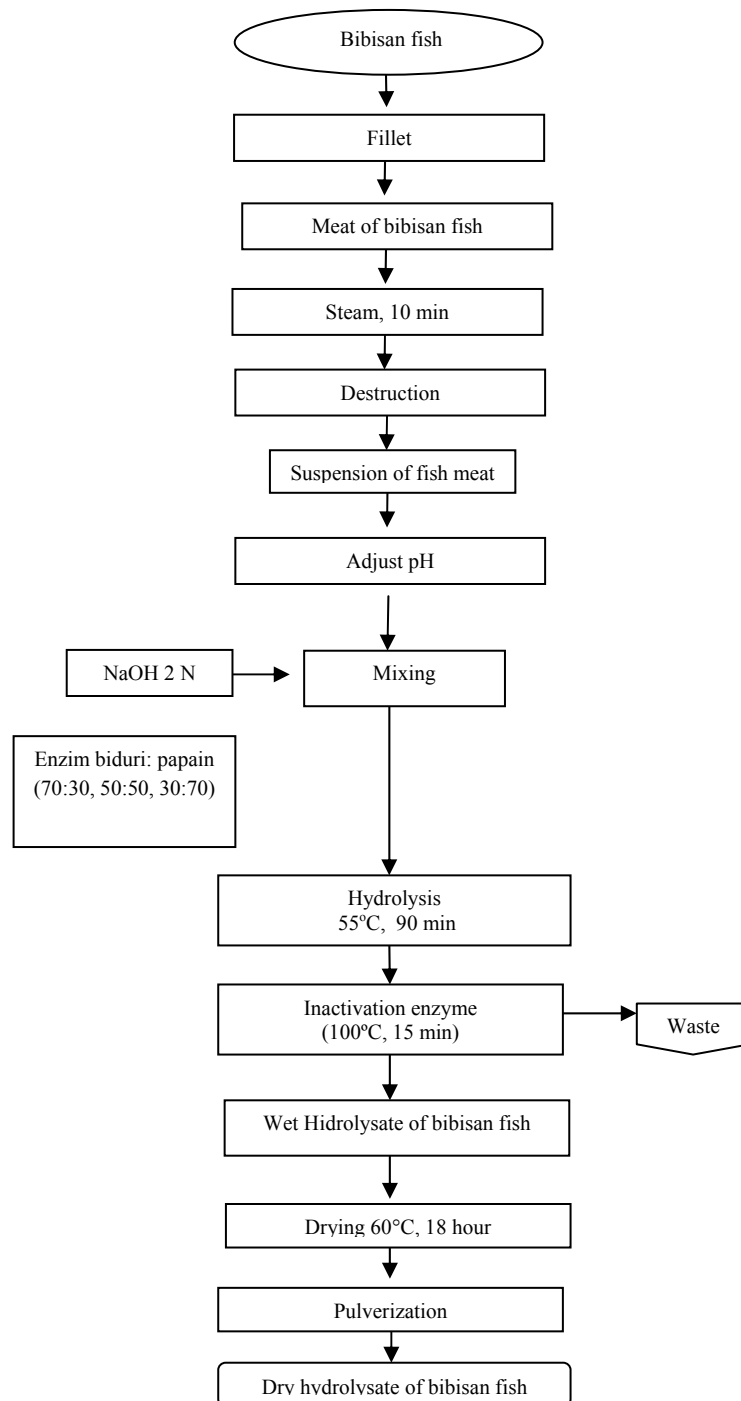 Bibisan fish
Fillet
Meat of bibisan fish
Steam, 10 min
Destruction
Suspension of fish meat
Adjust pH
NaOH 2 N
Mixing
Enzim biduri: papain
(70:30, 50:50, 30:70)
Hydrolysis
55ºC, 90 min
Inactivation enzyme
(100ºC, 15 min)
Waste
Wet Hidrolysate of bibisan fish
Drying 60°C, 18 hour
Pulverization
Dry hydrolysate of bibisan fish